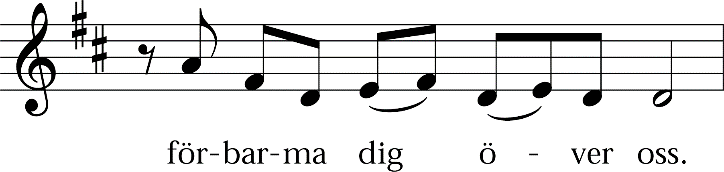 för-bar-ma dig ö - ver oss.